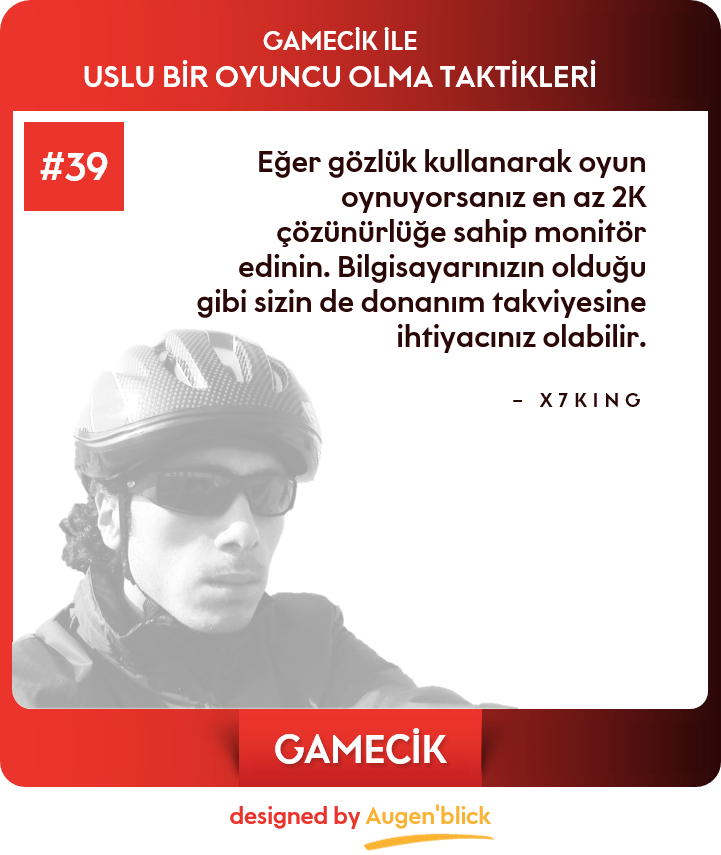 GAMECİK İLE
USLU BİR OYUNCU OLMA TAKTİKLERİ
#39
Eğer gözlük kullanarak oyun
oynuyorsanız en az 2K
çözünürlüğe sahip monitör
edinin. Bilgisayarınızın olduğu
gibi sizin de donanım takviyesine
ihtiyacınız olabilir.
– X7KING
GAMECİK
designed by Augen'blick